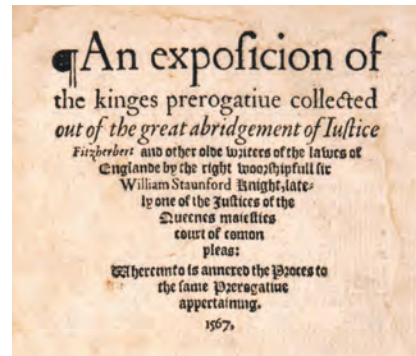 ¶An expoſicion of
the kinges prerogatiue collected
out of the great abridgement of Iuſtice
Fitzherbert and other olde writers of the lawes of
Englande by the right woorſhipfull ſir
William Staunford Knight, late-
ly one of the Juſtices of the
Queenes maieſties
court of comon
pleas:
Whereunto is annexed the Proces to
the ſame Prerogatiue
appertaining.
1567.